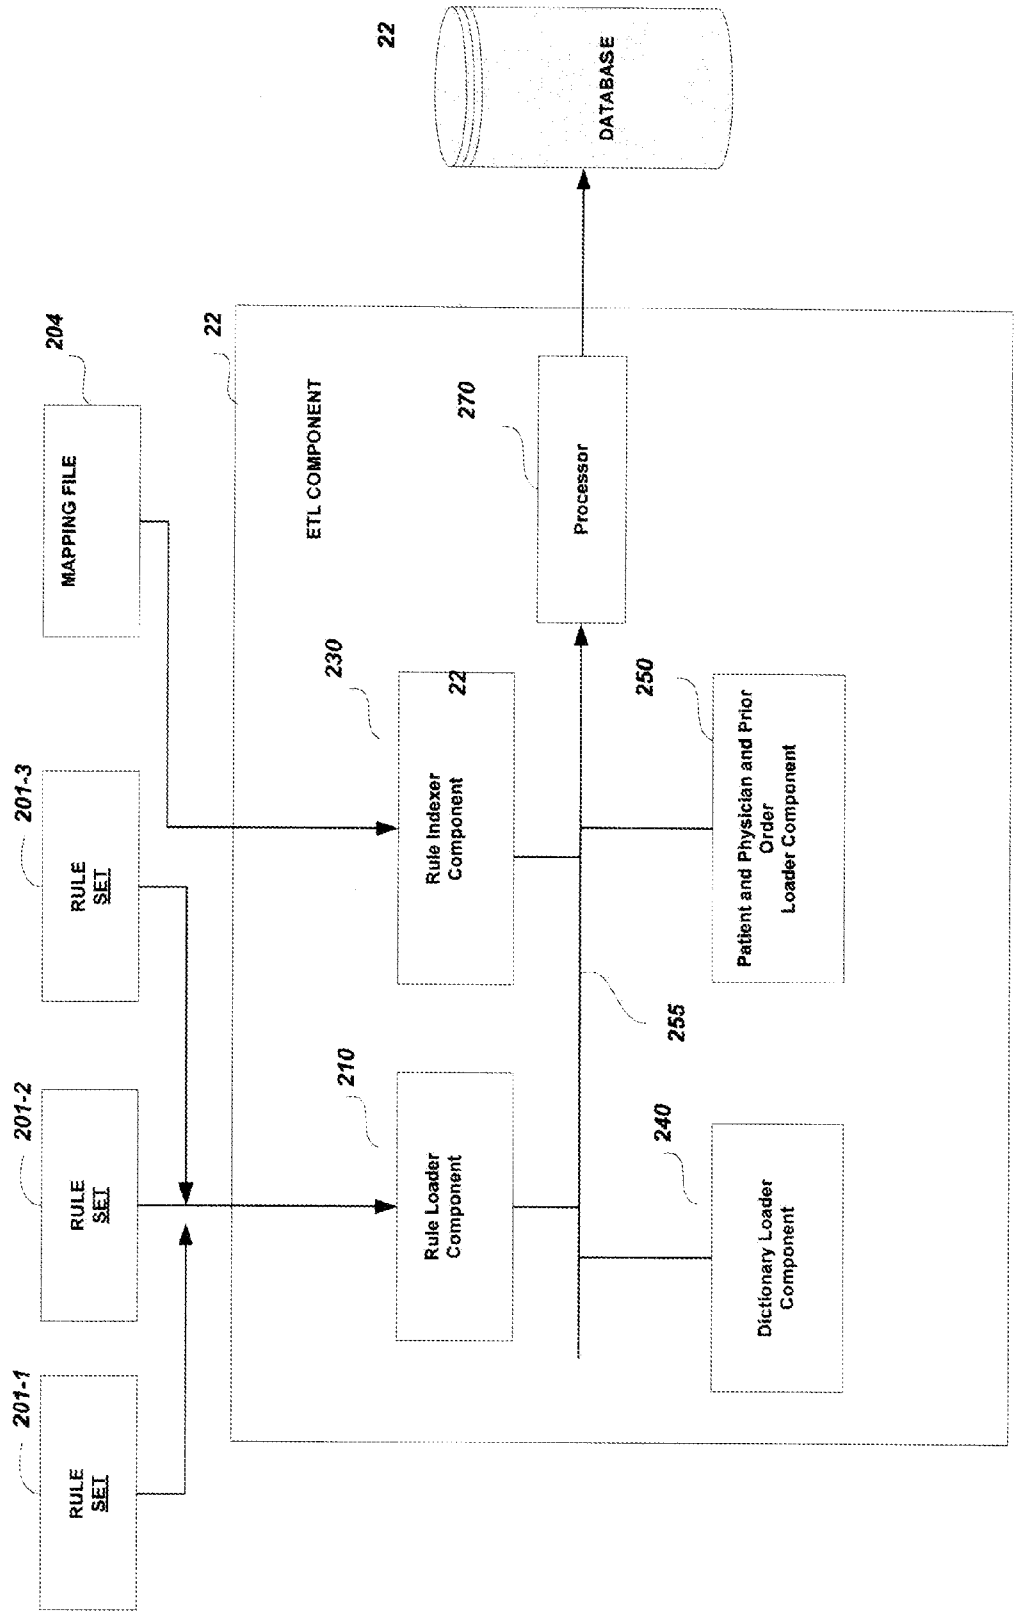 201-1
RULE
SET
201-2
RULE
SET
201-3
RULE
SET
204
MAPPING FILE
22
ETL COMPONENT
210
Rule Loader
Component
230
22
Rule Indexer
Component
270
Processor
255
240
Dictionary Loader
Component
250
Patient and Physician and Prior
Order
Loader Component
22
DATABASE